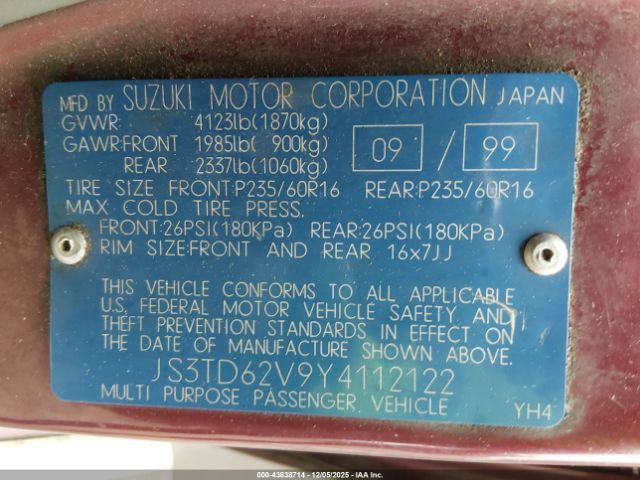 MFD BY SUZUKI MOTOR CORPORATION JAPAN
GVWR: 4123lb(1870kg)
GAWR:FRONT 1985lb( 900kg)
REAR 2337lb(1060kg)
09 / 99
TIRE SIZE FRONT:P235/60R16 REAR:P235/60R16
MAX COLD TIRE PRESS.
FRONT:26PSI(180KPa) REAR:26PSI(180KPa)
RIM SIZE:FRONT AND REAR 16x7JJ
THIS VEHICLE CONFORMS TO ALL APPLICABLE
U.S. FEDERAL MOTOR VEHICLE SAFETY AND
THEFT PREVENTION STANDARDS IN EFFECT ON
THE DATE OF MANUFACTURE SHOWN ABOVE.
JS3TD62V9Y4112122
MULTI PURPOSE PASSENGER VEHICLE YH4
000-43838714 - 12/05/2025 - IAA Inc.